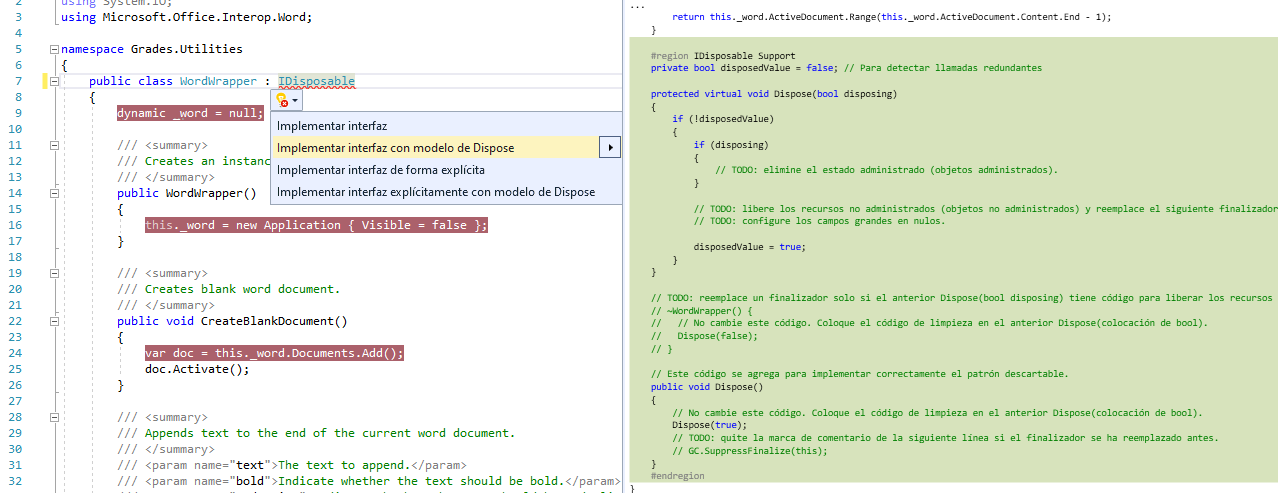 2 using System.IO;
3 using Microsoft.Office.Interop.Word;
4
5 namespace Grades.Utilities
6 {
7 public class WordWrapper : IDisposable
8 {
9 dynamic _word = null;
10
11 /// <summary>
12 /// Creates an instanc
13 /// </summary>
14 public WordWrapper()
15 {
16 this._word = new Application { Visible = false };
17 }
18
19 /// <summary>
20 /// Creates blank word document.
21 /// </summary>
22 public void CreateBlankDocument()
23 {
24 var doc = this._word.Documents.Add();
25 doc.Activate();
26 }
27
28 /// <summary>
29 /// Appends text to the end of the current word document.
30 /// </summary>
31 /// <param name="text">The text to append.</param>
32 /// <param name="bold">Indicate whether the text should be bold.</param>
Implementar interfaz
Implementar interfaz con modelo de Dispose
Implementar interfaz de forma explícita
Implementar interfaz explícitamente con modelo de Dispose
...
return this._word.ActiveDocument.Range(this._word.ActiveDocument.Content.End - 1);
}
#region IDisposable Support
private bool disposedValue = false; // Para detectar llamadas redundantes
protected virtual void Dispose(bool disposing)
{
if (!disposedValue)
{
if (disposing)
{
// TODO: elimine el estado administrado (objetos administrados).
}
// TODO: libere los recursos no administrados (objetos no administrados) y reemplace el siguiente finalizador
// TODO: configure los campos grandes en nulos.
disposedValue = true;
}
}
// TODO: reemplace un finalizador solo si el anterior Dispose(bool disposing) tiene código para liberar los recursos
// ~WordWrapper() {
//   // No cambie este código. Coloque el código de limpieza en el anterior Dispose(colocación de bool).
//   Dispose(false);
// }
// Este código se agrega para implementar correctamente el patrón descartable.
public void Dispose()
{
// No cambie este código. Coloque el código de limpieza en el anterior Dispose(colocación de bool).
Dispose(true);
// TODO: quite la marca de comentario de la siguiente línea si el finalizador se ha reemplazado antes.
// GC.SuppressFinalize(this);
}
#endregion
}